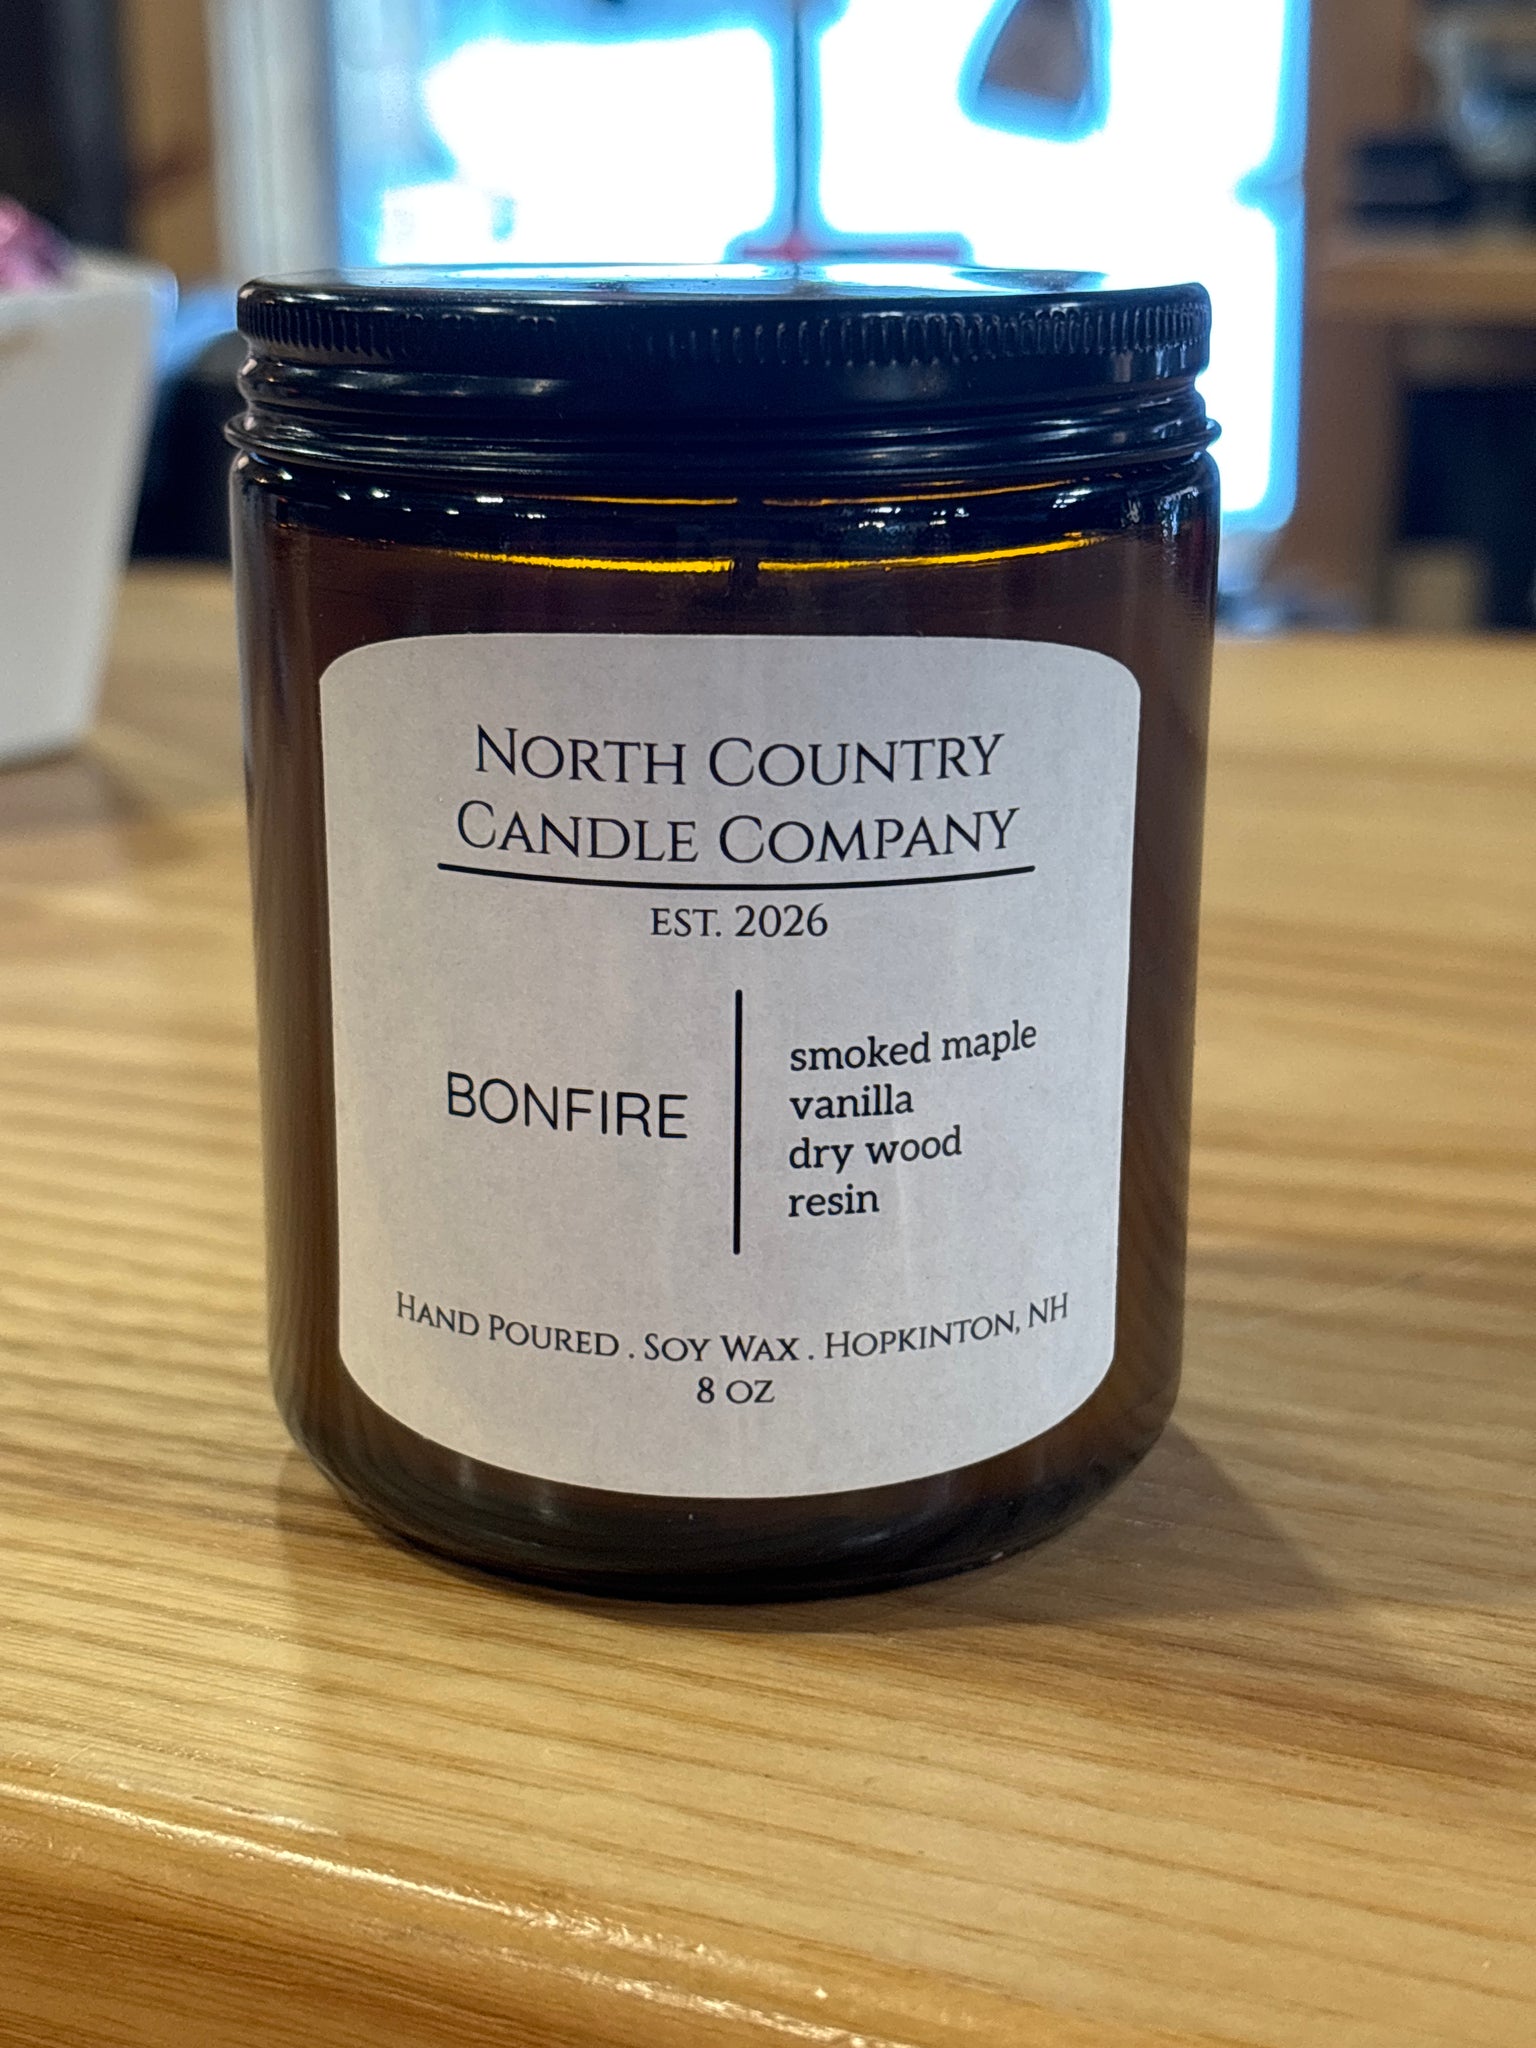 North Country
Candle Company
EST. 2026
BONFIRE
smoked maple
vanilla
dry wood
resin
Hand Poured . Soy Wax . Hopkinton, NH
8 oz